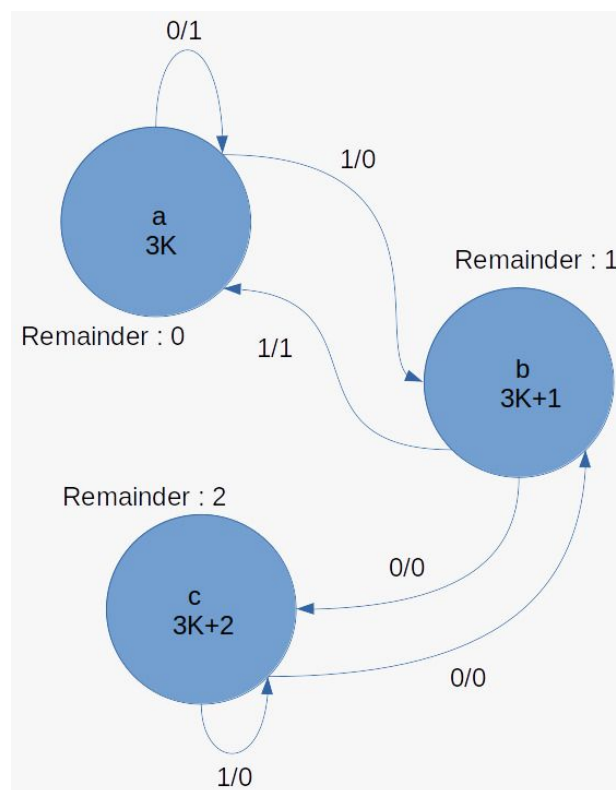 0/1
1/0
a
3K
Remainder : 1
Remainder : 0
1/1
b
3K+1
Remainder : 2
0/0
c
3K+2
0/0
1/0